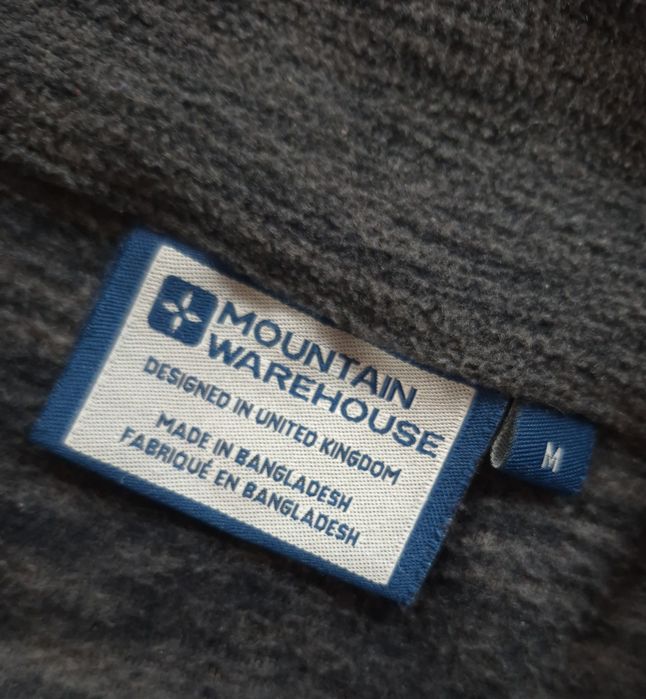 MOUNTAIN
WAREHOUSE
DESIGNED IN UNITED KINGDOM
MADE IN BANGLADESH
FABRIQUÉ EN BANGLADESH
M